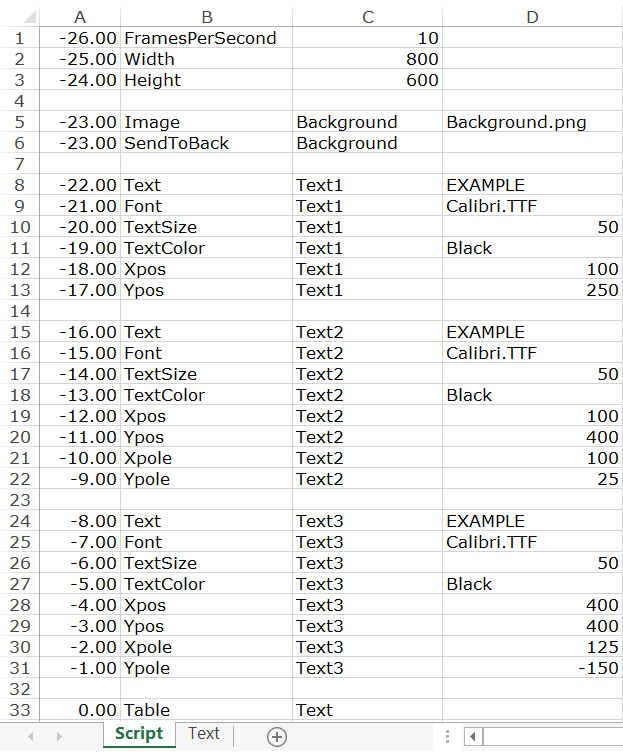 A B C D
1 -26.00 FramesPerSecond 10
2 -25.00 Width 800
3 -24.00 Height 600
4
5 -23.00 Image Background Background.png
6 -23.00 SendToBack Background
7
8 -22.00 Text Text1 EXAMPLE
9 -21.00 Font Text1 Calibri.TTF
10 -20.00 TextSize Text1 50
11 -19.00 TextColor Text1 Black
12 -18.00 Xpos Text1 100
13 -17.00 Ypos Text1 250
14
15 -16.00 Text Text2 EXAMPLE
16 -15.00 Font Text2 Calibri.TTF
17 -14.00 TextSize Text2 50
18 -13.00 TextColor Text2 Black
19 -12.00 Xpos Text2 100
20 -11.00 Ypos Text2 400
21 -10.00 Xpole Text2 100
22 -9.00 Ypole Text2 25
23
24 -8.00 Text Text3 EXAMPLE
25 -7.00 Font Text3 Calibri.TTF
26 -6.00 TextSize Text3 50
27 -5.00 TextColor Text3 Black
28 -4.00 Xpos Text3 400
29 -3.00 Ypos Text3 400
30 -2.00 Xpole Text3 125
31 -1.00 Ypole Text3 -150
32
33 0.00 Table Text
Script Text